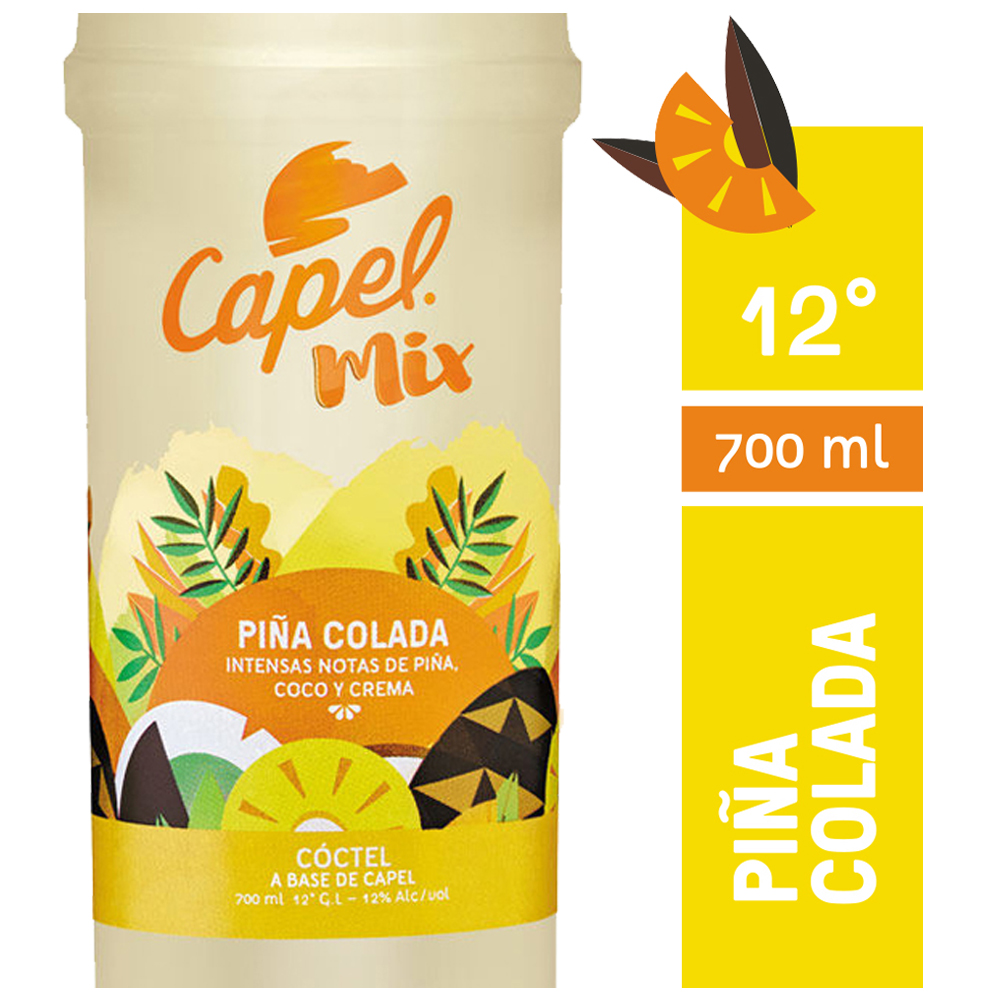 Capel.
Mix
PIÑA COLADA
INTENSAS NOTAS DE PIÑA,
COCO Y CREMA
CÓCTEL
A BASE DE CAPEL
700 ml 12° G.L – 12% Alc/vol
12°
700 ml
PIÑA
COLADA